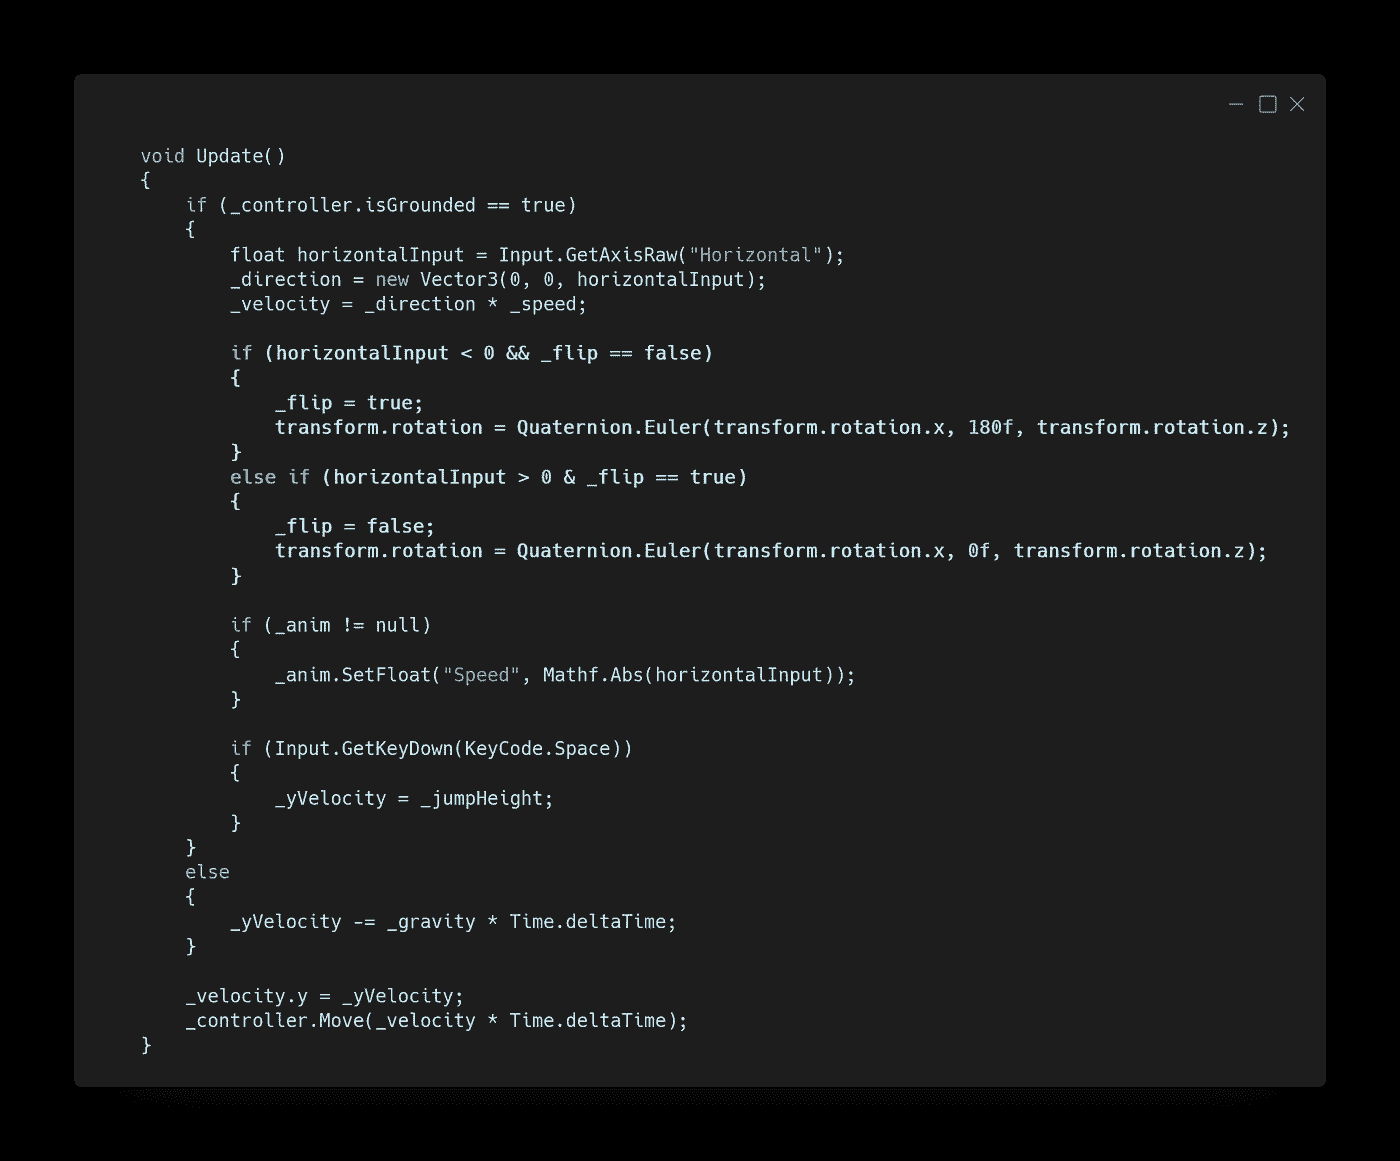 void Update()
{
if (_controller.isGrounded == true)
{
float horizontalInput = Input.GetAxisRaw("Horizontal");
_direction = new Vector3(0, 0, horizontalInput);
_velocity = _direction * _speed;
if (horizontalInput < 0 && _flip == false)
{
_flip = true;
transform.rotation = Quaternion.Euler(transform.rotation.x, 180f, transform.rotation.z);
}
else if (horizontalInput > 0 & _flip == true)
{
_flip = false;
transform.rotation = Quaternion.Euler(transform.rotation.x, 0f, transform.rotation.z);
}
if (_anim != null)
{
_anim.SetFloat("Speed", Mathf.Abs(horizontalInput));
}
if (Input.GetKeyDown(KeyCode.Space))
{
_yVelocity = _jumpHeight;
}
}
else
{
_yVelocity -= _gravity * Time.deltaTime;
}
_velocity.y = _yVelocity;
_controller.Move(_velocity * Time.deltaTime);
}